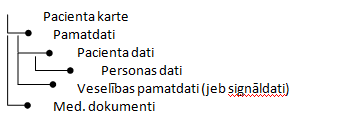 Pacienta karte
Pamatdati
Pacienta dati
Personas dati
Veselības pamatdati (jeb signāldati)
Med. dokumenti